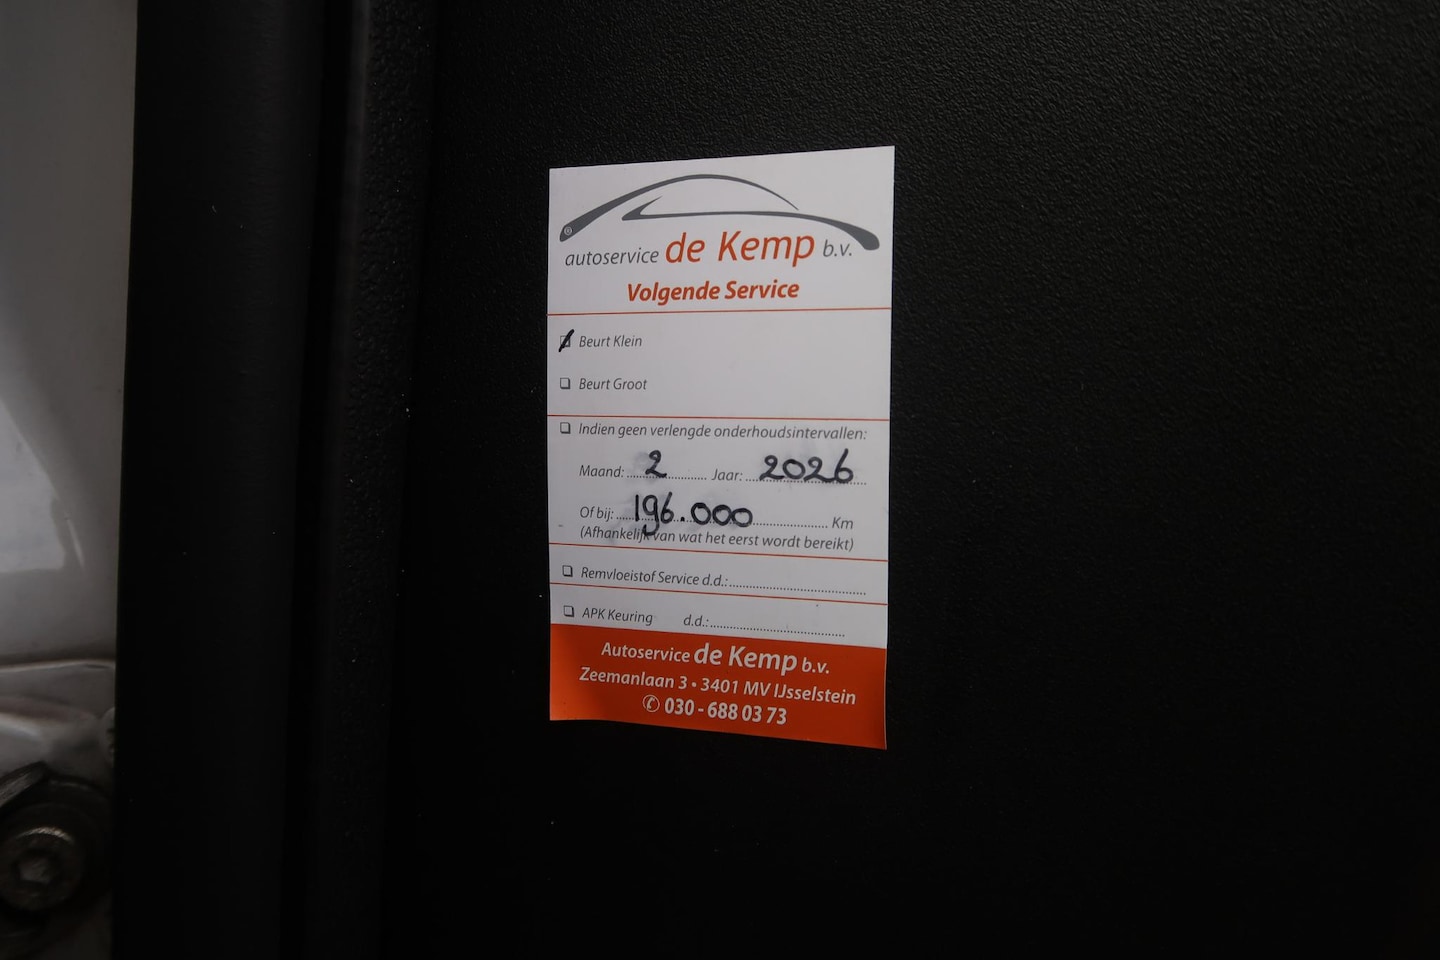 autoservice de Kemp b.v.
Volgende Service
Beurt Klein
Beurt Groot
Indien geen verlengde onderhoudsintervallen:
Maand: 2 Jaar: 2026
Of bij: 196.000 Km
(Afhankelijk van wat het eerst wordt bereikt)
Remvloeistof Service d.d.:
APK Keuring d.d.:
Autoservice de Kemp b.v.
Zeemanlaan 3 • 3401 MV IJsselstein
✆ 030 - 688 03 73